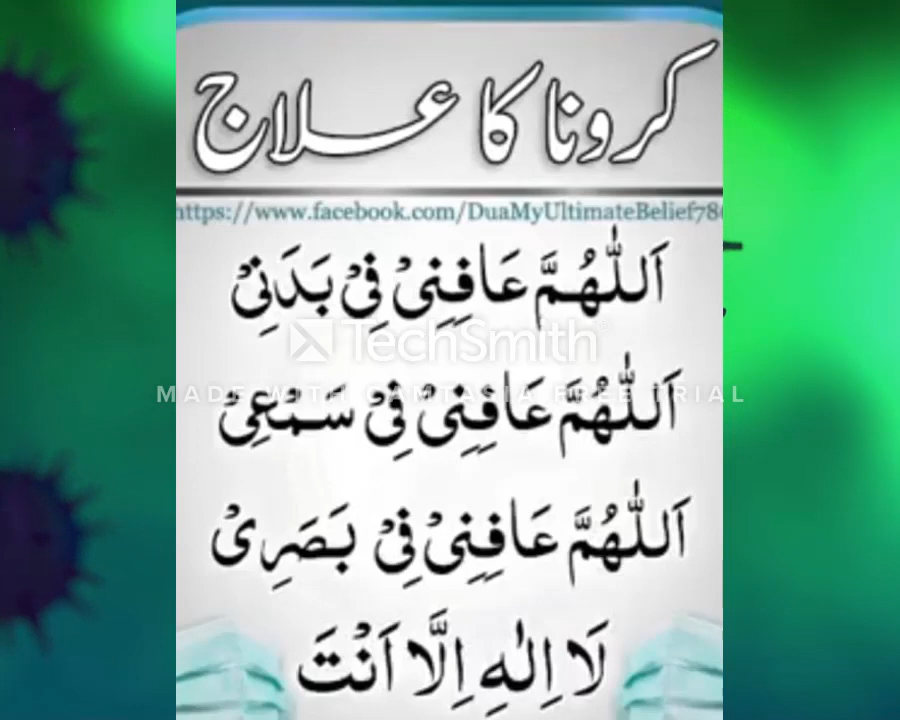 کرونا کا علاج
https://www.facebook.com/DuaMyUltimateBelief786
اَللّٰهُمَّ عَافِنِیْ فِیْ بَدَنِیْ
TechSmith
اَللّٰهُمَّ عَافِنِیْ فِیْ سَمْعِیْ
MADE WITH CAMTASIA FREE TRIAL
اَللّٰهُمَّ عَافِنِیْ فِیْ بَصَرِیْ
لَا اِلٰهِ اِلَّا اَنْتَ